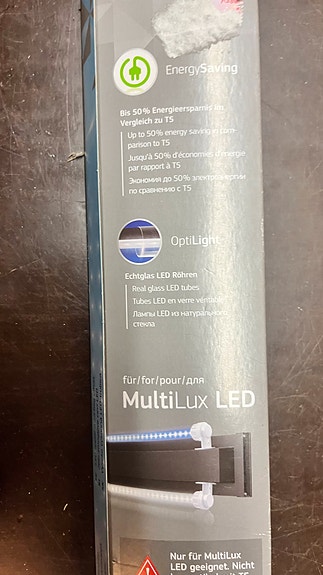 EnergySaving
Bis 50% Energieersparnis im
Vergleich zu T5
Up to 50% energy saving in com-
parison to T5
Jusqu'à 50% d'économies d'énergie
par rapport à T5
Экономия до 50% электроэнергии
по сравнению с T5
OptiLight
Echtglas LED Röhren
Real glass LED tubes
Tubes LED en verre véritable
Лампы LED из натурального
стекла
für/for/pour/для
MultiLux LED
Nur für MultiLux
LED geeignet. Nicht